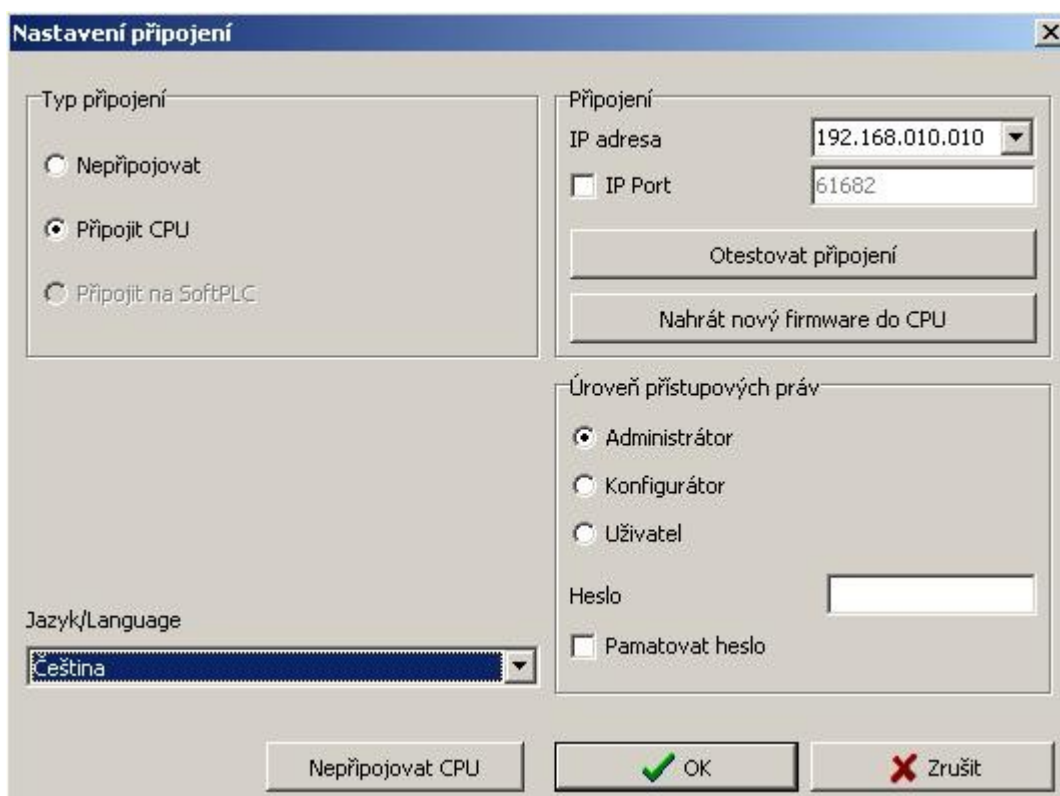 Nastavení připojení
Typ připojení
Nepřipojovat
Připojit CPU
Připojit na SoftPLC
Připojení
IP adresa
192.168.010.010
IP Port
61682
Otestovat připojení
Nahrát nový firmware do CPU
Úroveň přístupových práv
Administrátor
Konfigurátor
Uživatel
Heslo
Pamatovat heslo
Jazyk/Language
Čeština
Nepřipojovat CPU
OK
Zrušit